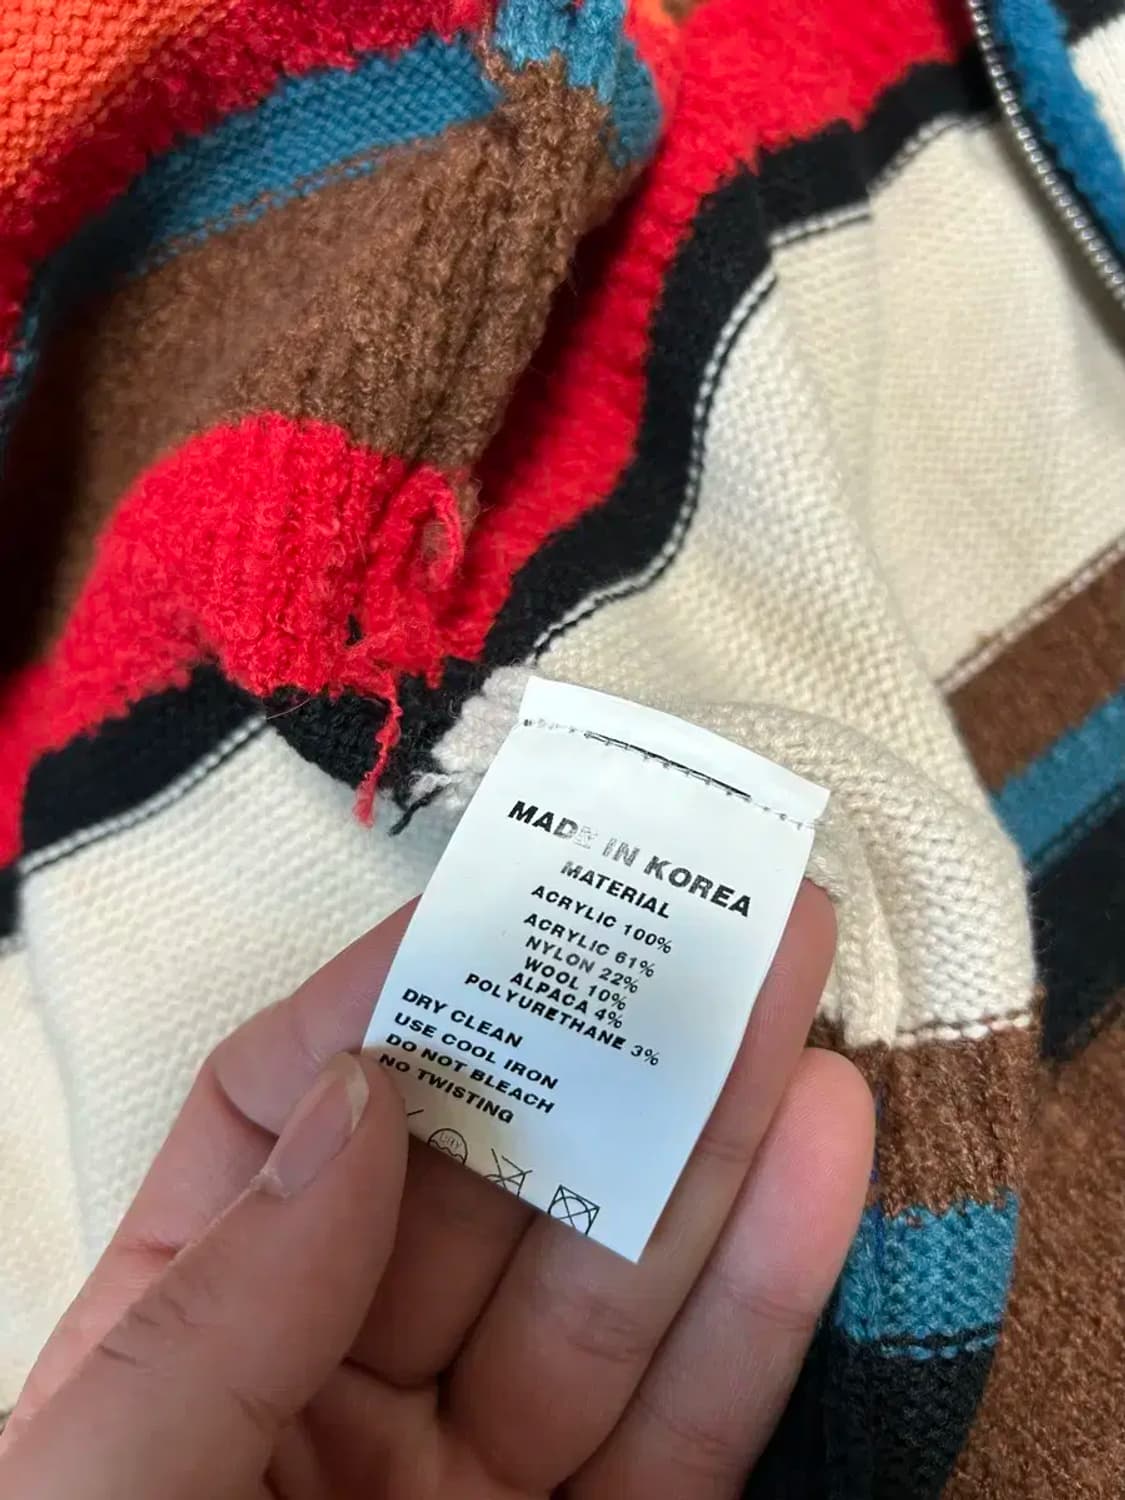 MADE IN KOREA
MATERIAL
ACRYLIC 100%
ACRYLIC 61%
NYLON 22%
WOOL 10%
ALPACA 4%
POLYURETHANE 3%
DRY CLEAN
USE COOL IRON
DO NOT BLEACH
NO TWISTING
DRY